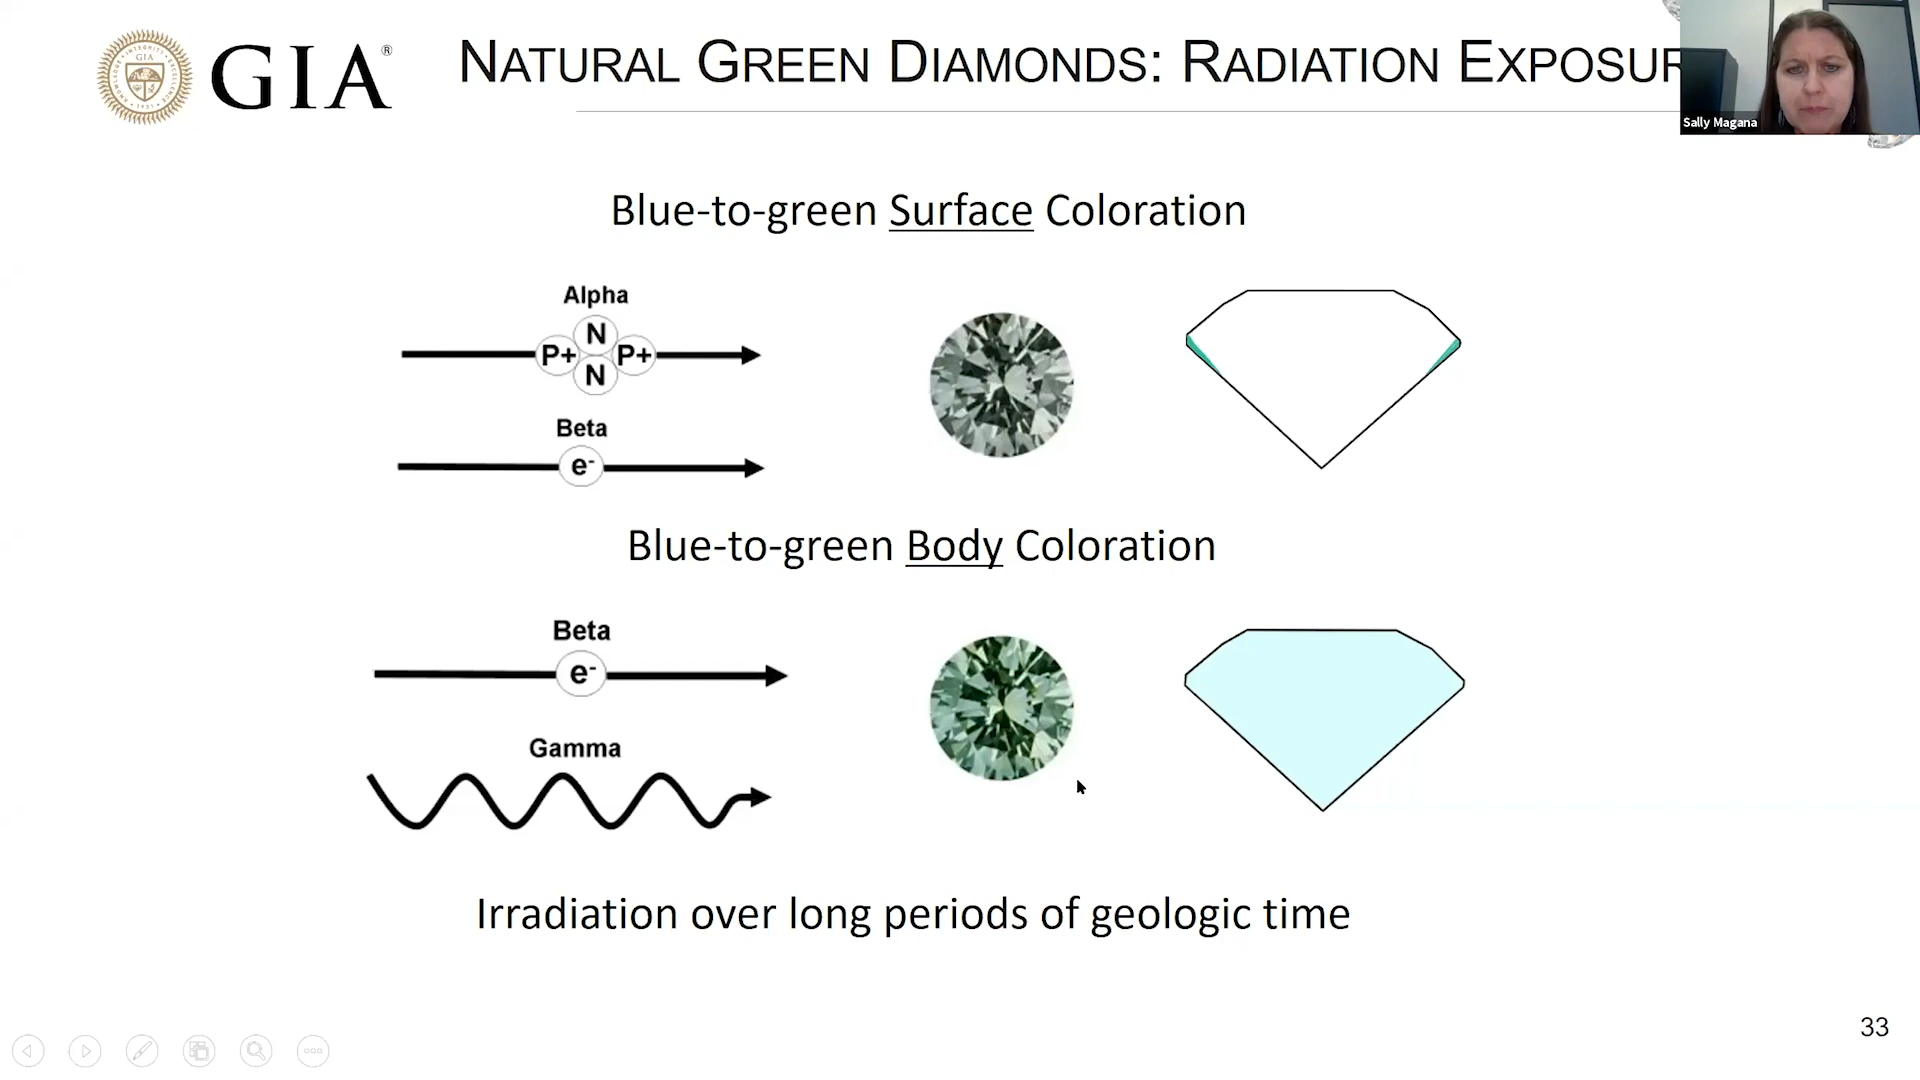 GIA®
NATURAL GREEN DIAMONDS: RADIATION EXPOSUR
Sally Magana
Blue-to-green Surface Coloration
Alpha
N
P+ P+
N
Beta
e-
Blue-to-green Body Coloration
Beta
e-
Gamma
Irradiation over long periods of geologic time
33